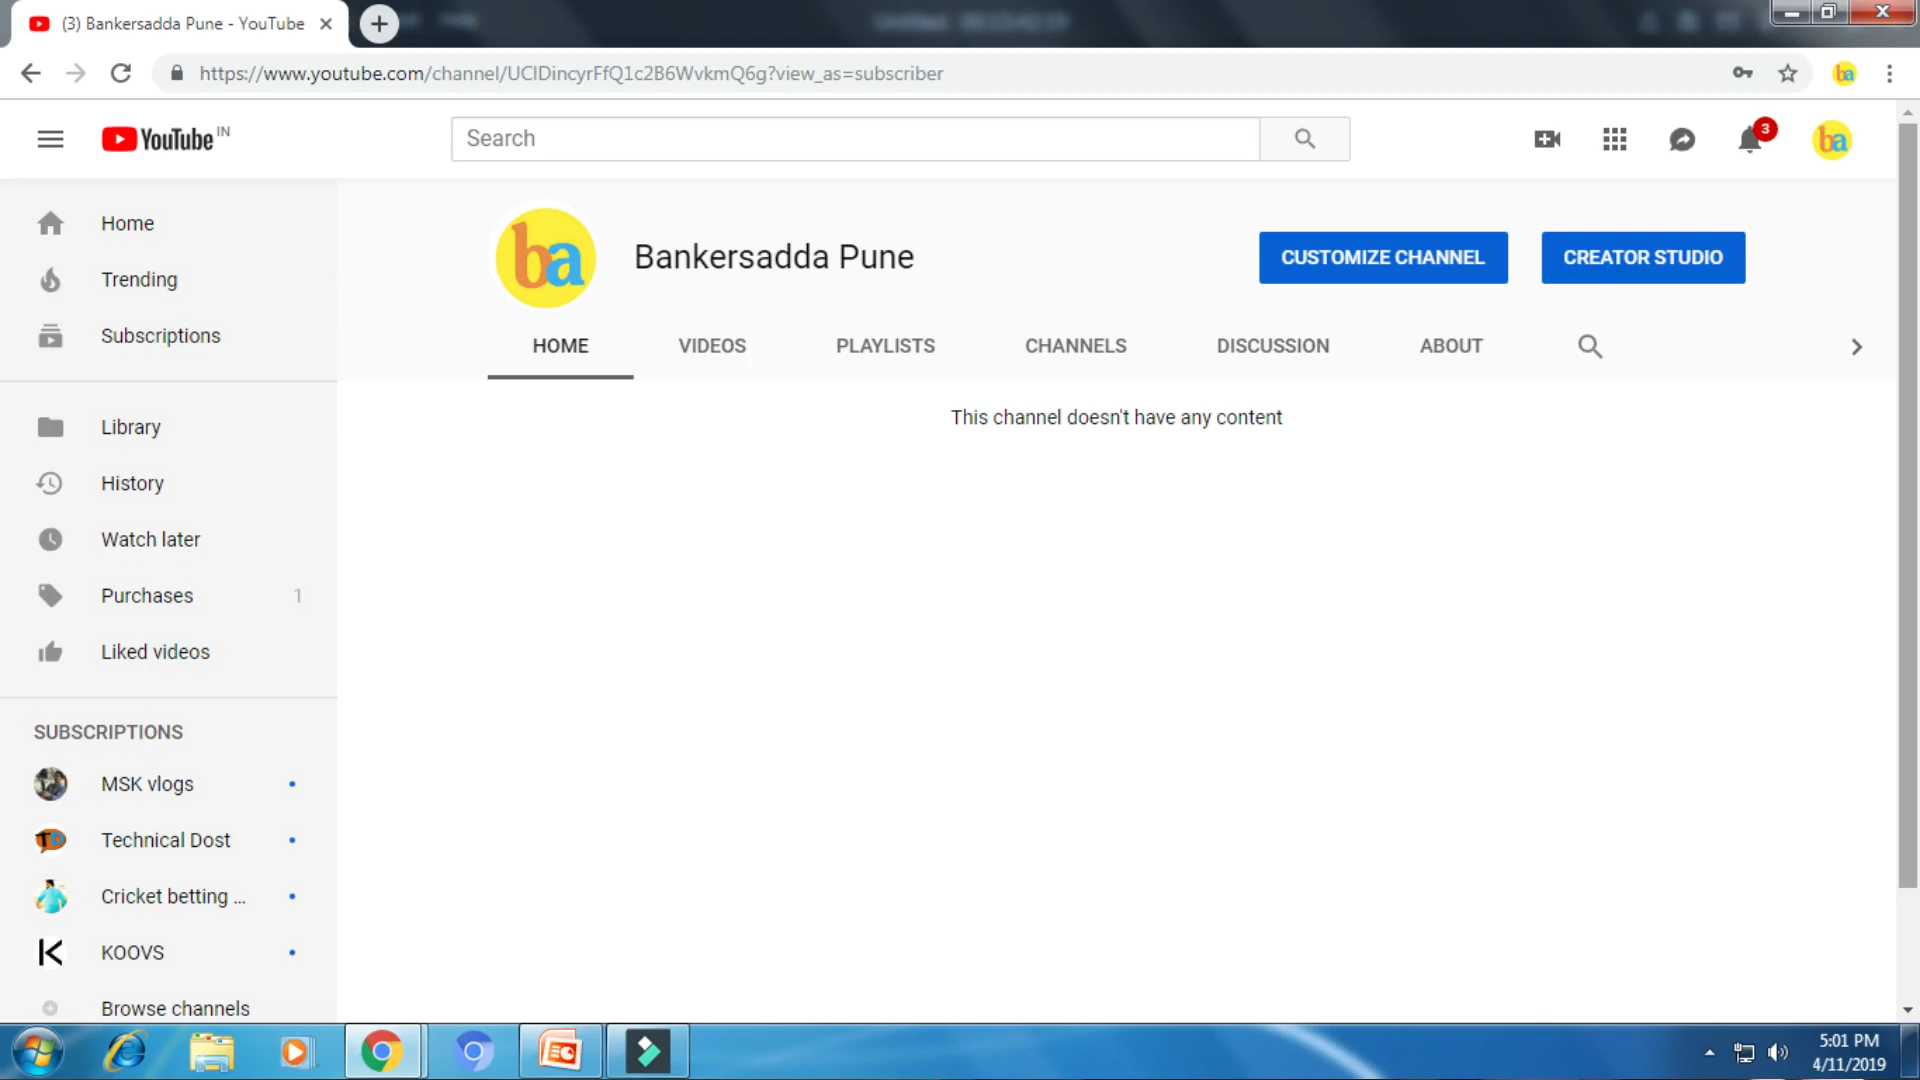 (3) Bankersadda Pune - YouTube
https://www.youtube.com/channel/UClDincyrFfQ1c2B6WvkmQ6g?view_as=subscriber
YouTube IN
Search
3
ba
Home
Trending
Subscriptions
Library
History
Watch later
Purchases 1
Liked videos
SUBSCRIPTIONS
MSK vlogs
Technical Dost
Cricket betting ...
KOOVS
Browse channels
ba
Bankersadda Pune
CUSTOMIZE CHANNEL
CREATOR STUDIO
HOME VIDEOS PLAYLISTS CHANNELS DISCUSSION ABOUT
This channel doesn't have any content
5:01 PM
4/11/2019